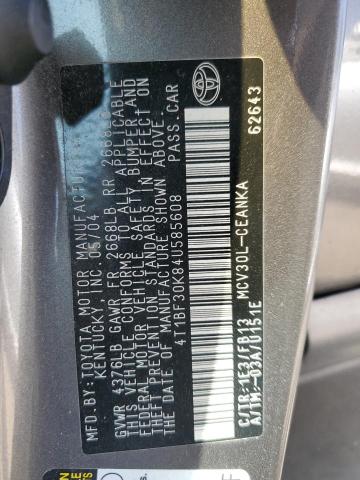 MFD BY: TOYOTA MOTOR MANUFACTURING
KENTUCKY, INC. 05/04
GVWR 4376LB GAWR FR 2668LB RR 2668LB
THIS VEHICLE CONFORMS TO ALL APPLICABLE
FEDERAL MOTOR VEHICLE SAFETY, BUMPER AND
THEFT PREVENTION STANDARDS IN EFFECT ON
THE DATE OF MANUFACTURE SHOWN ABOVE.
4T1BF30K84U585608 PASS.CAR
C/TR:1E3/FB13 MCV30L-CEANKA
A/TM:-03A/U151E 62643